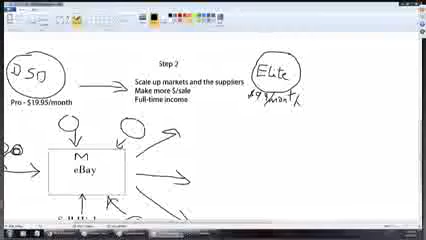 Step 2
DSD
Elite
Scale up markets and the suppliers
Make more $/sale
Full-time income
Pro - $19.95/month
M
eBay